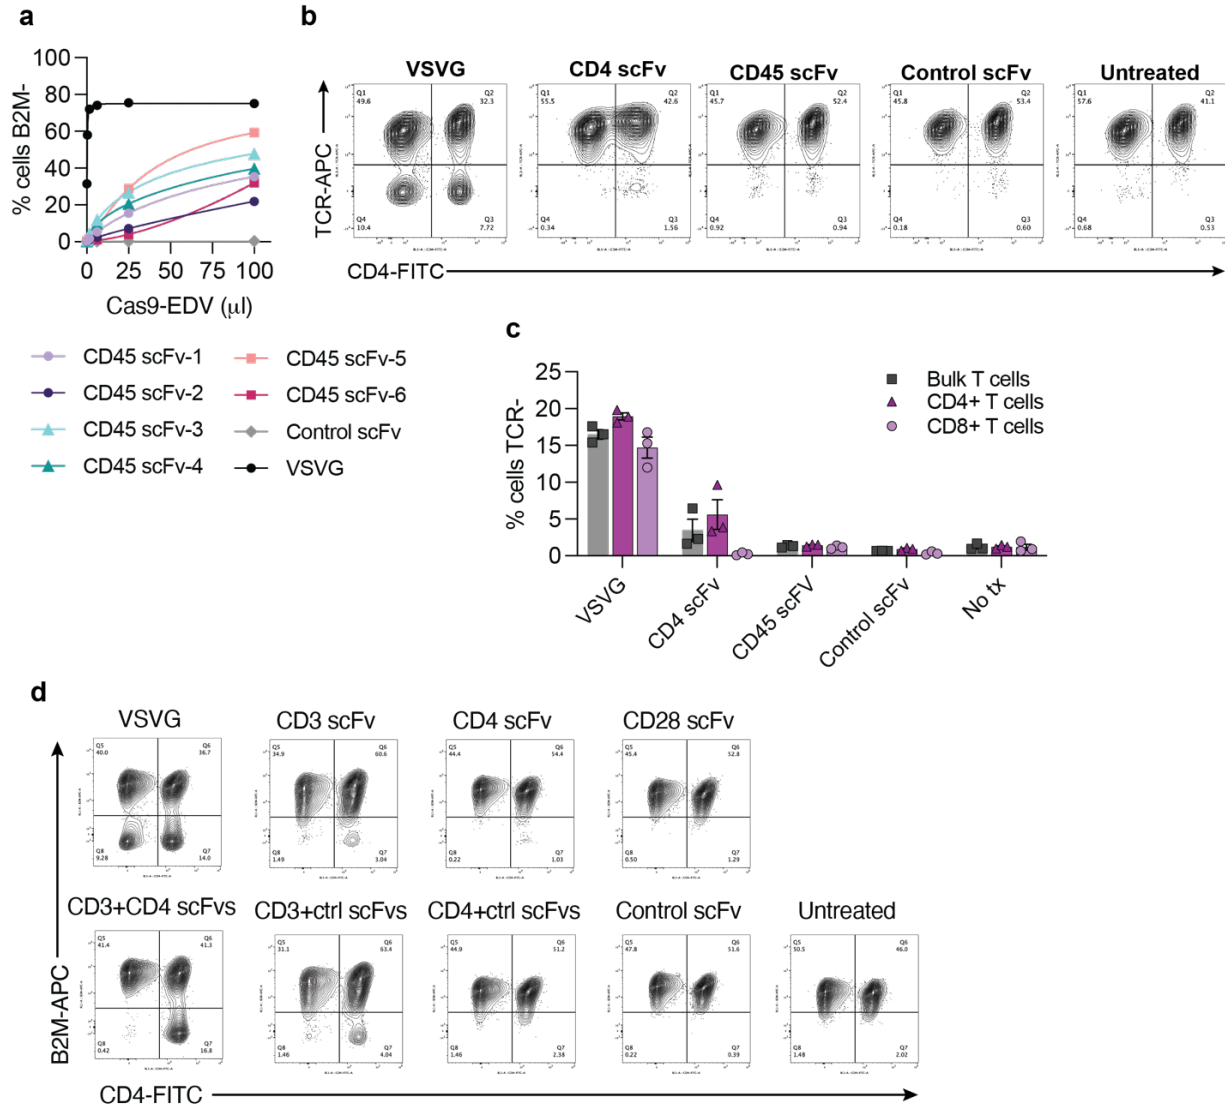 a
100
80
60
40
20
0
% cells B2M-
0 25 50 75 100
Cas9-EDV (μl)
CD45 scFv-1
CD45 scFv-2
CD45 scFv-3
CD45 scFv-4
CD45 scFv-5
CD45 scFv-6
Control scFv
VSVG
b
VSVG CD4 scFv CD45 scFv Control scFv Untreated
Q1 49.6 Q2 32.3
Q4 10.4 Q3 7.72
Q1 55.5 Q2 42.6
Q4 0.34 Q3 1.56
Q1 45.7 Q2 52.4
Q4 0.92 Q3 0.94
Q1 45.8 Q2 53.4
Q4 0.18 Q3 0.60
Q1 57.6 Q2 41.1
Q4 0.68 Q3 0.53
TCR-APC
CD4-FITC
c
25
20
15
10
5
0
% cells TCR-
Bulk T cells
CD4+ T cells
CD8+ T cells
VSVG
CD4 scFv
CD45 scFV
Control scFv
No tx
d
VSVG CD3 scFv CD4 scFv CD28 scFv
Q5 40.0 Q6 36.7
Q8 9.28 Q7 14.0
Q5 34.9 Q6 60.6
Q8 1.49 Q7 3.04
Q5 44.4 Q6 54.4
Q8 0.22 Q7 1.03
Q5 45.4 Q6 52.8
Q8 0.50 Q7 1.29
CD3+CD4 scFvs CD3+ctrl scFvs CD4+ctrl scFvs Control scFv Untreated
Q5 41.4 Q6 41.3
Q8 0.42 Q7 16.8
Q5 31.1 Q6 63.4
Q8 1.46 Q7 4.04
Q5 44.9 Q6 51.2
Q8 1.46 Q7 2.38
Q5 47.8 Q6 51.6
Q8 0.22 Q7 0.39
Q5 50.5 Q6 46.0
Q8 1.48 Q7 2.02
B2M-APC
CD4-FITC